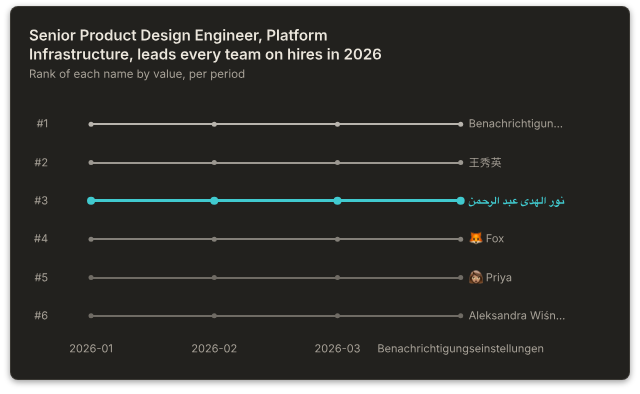 Senior Product Design Engineer, Platform
Infrastructure, leads every team on hires in 2026
Rank of each name by value, per period
#1
Benachrichtigun…
#2
王秀英
#3
نور الهدى عبد الرحمن
#4
🦊 Fox
#5
👩🏽‍🚀 Priya
#6
Aleksandra Wiśn…
2026-01
2026-02
2026-03
Benachrichtigungseinstellungen